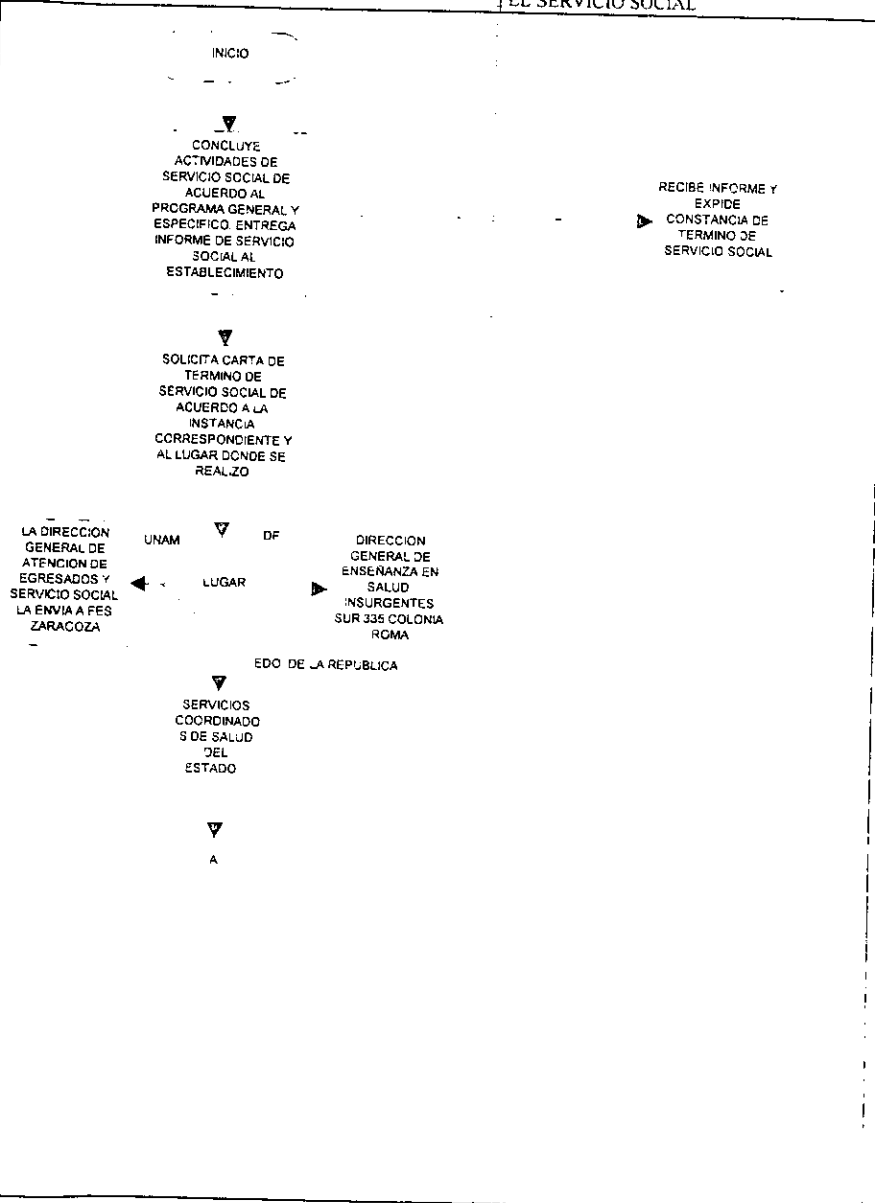 EL SERVICIO SOCIAL
INICIO
CONCLUYE
ACTIVIDADES DE
SERVICIO SOCIAL DE
ACUERDO AL
PROGRAMA GENERAL Y
ESPECIFICO. ENTREGA
INFORME DE SERVICIO
SOCIAL AL
ESTABLECIMIENTO
RECIBE INFORME Y
EXPIDE
CONSTANCIA DE
TERMINO DE
SERVICIO SOCIAL
SOLICITA CARTA DE
TERMINO DE
SERVICIO SOCIAL DE
ACUERDO A LA
INSTANCIA
CORRESPONDIENTE Y
AL LUGAR DONDE SE
REALIZO
LA DIRECCION
GENERAL DE
ATENCION DE
EGRESADOS Y
SERVICIO SOCIAL
LA ENVIA A FES
ZARAGOZA
UNAM
DF
LUGAR
DIRECCION
GENERAL DE
ENSEÑANZA EN
SALUD
INSURGENTES
SUR 335 COLONIA
ROMA
EDO DE LA REPUBLICA
SERVICIOS
COORDINADO
S DE SALUD
DEL
ESTADO
A